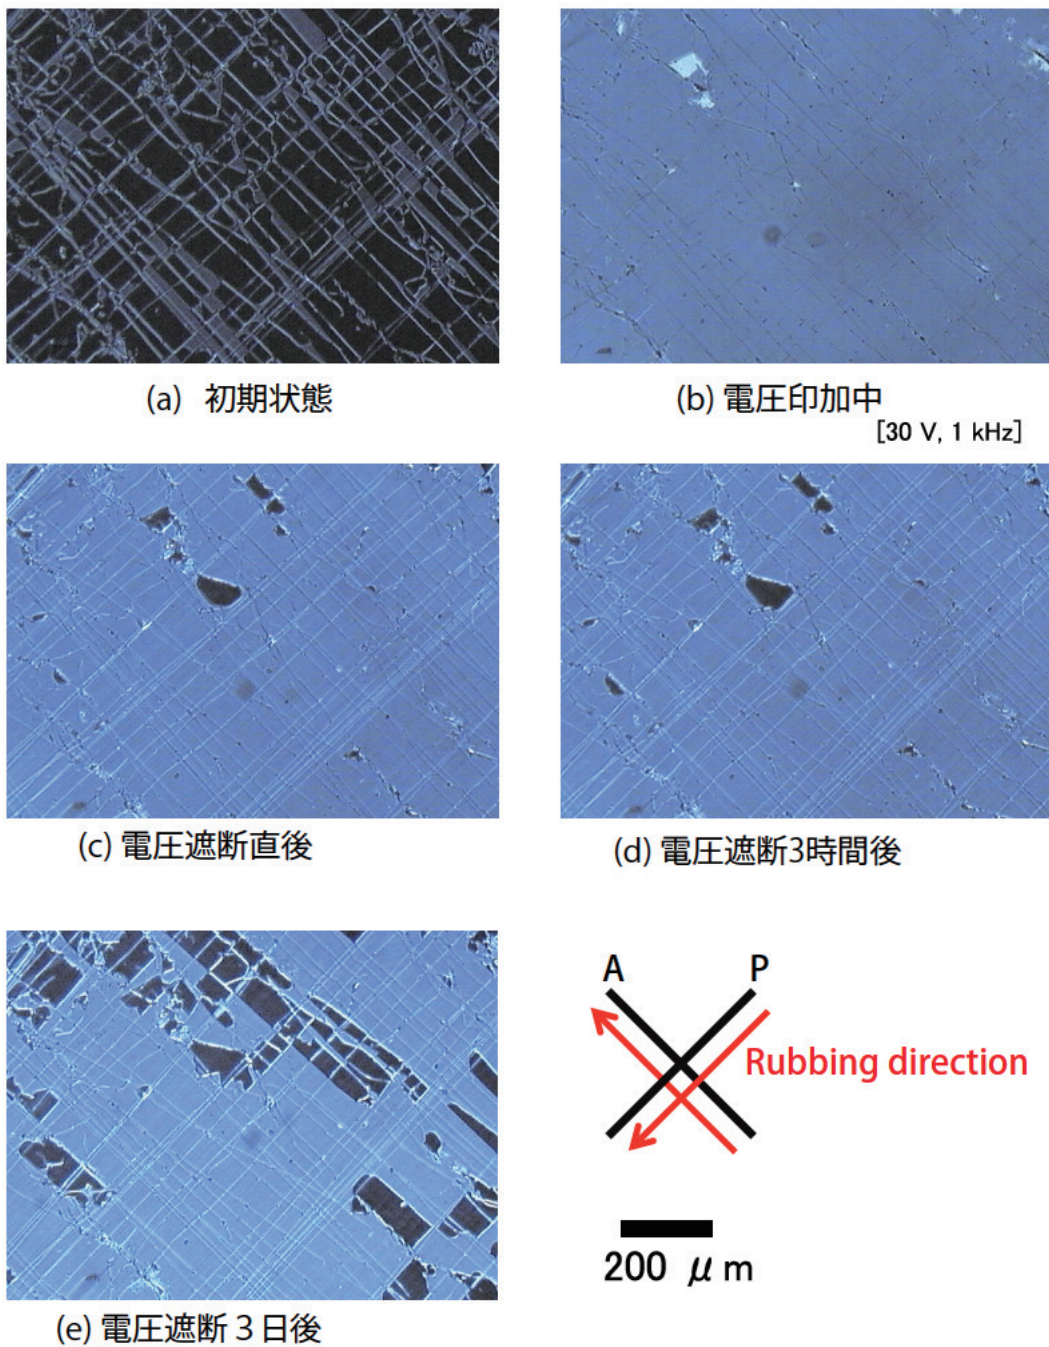 (a) 初期状態
(b) 電圧印加中
[30 V, 1 kHz]
(c) 電圧遮断直後
(d) 電圧遮断3時間後
A P
Rubbing direction
200 μm
(e) 電圧遮断３日後